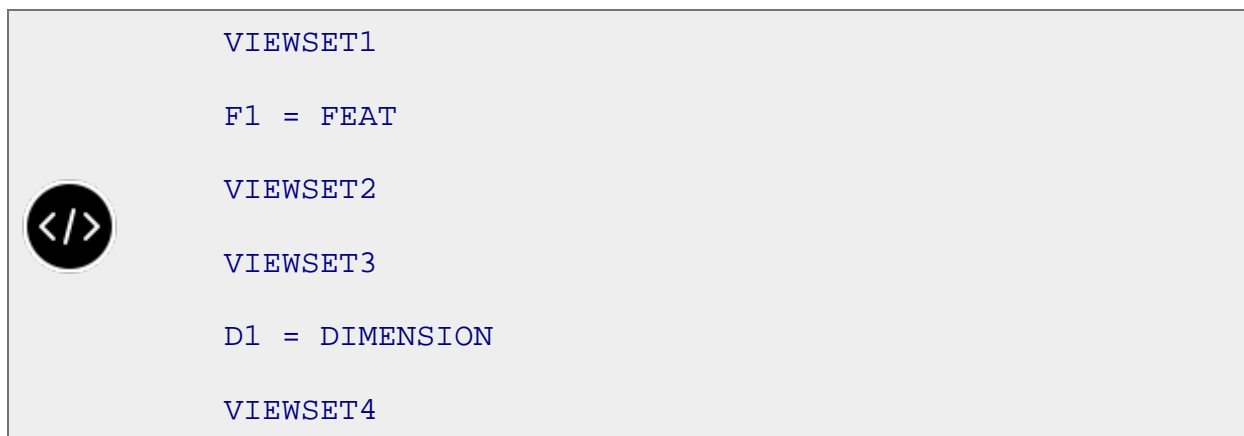 VIEWSET1
F1 = FEAT
VIEWSET2
</>
VIEWSET3
D1 = DIMENSION
VIEWSET4